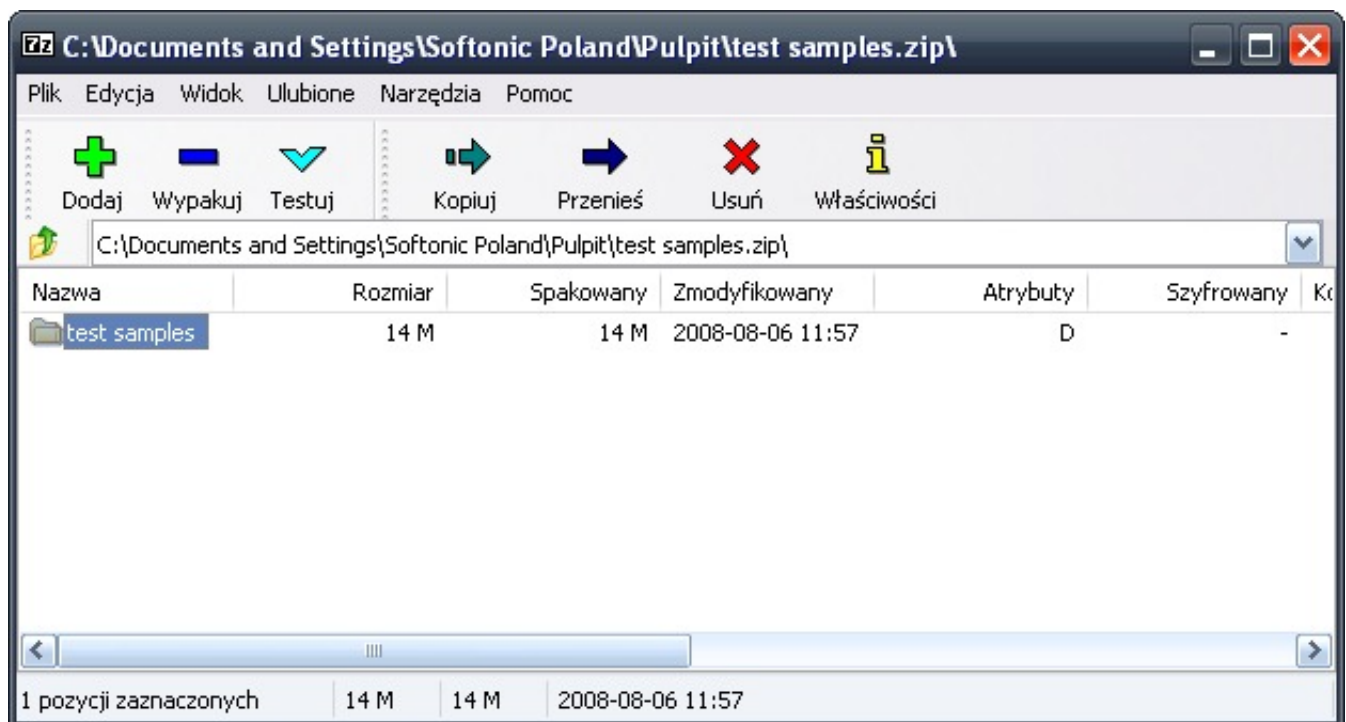 7z C:\Documents and Settings\Softonic Poland\Pulpit\test samples.zip\
Plik Edycja Widok Ulubione Narzędzia Pomoc
Dodaj Wypakuj Testuj Kopiuj Przenieś Usuń Właściwości
C:\Documents and Settings\Softonic Poland\Pulpit\test samples.zip\
Nazwa Rozmiar Spakowany Zmodyfikowany Atrybuty Szyfrowany
test samples 14 M 14 M 2008-08-06 11:57 D -
1 pozycji zaznaczonych 14 M 14 M 2008-08-06 11:57